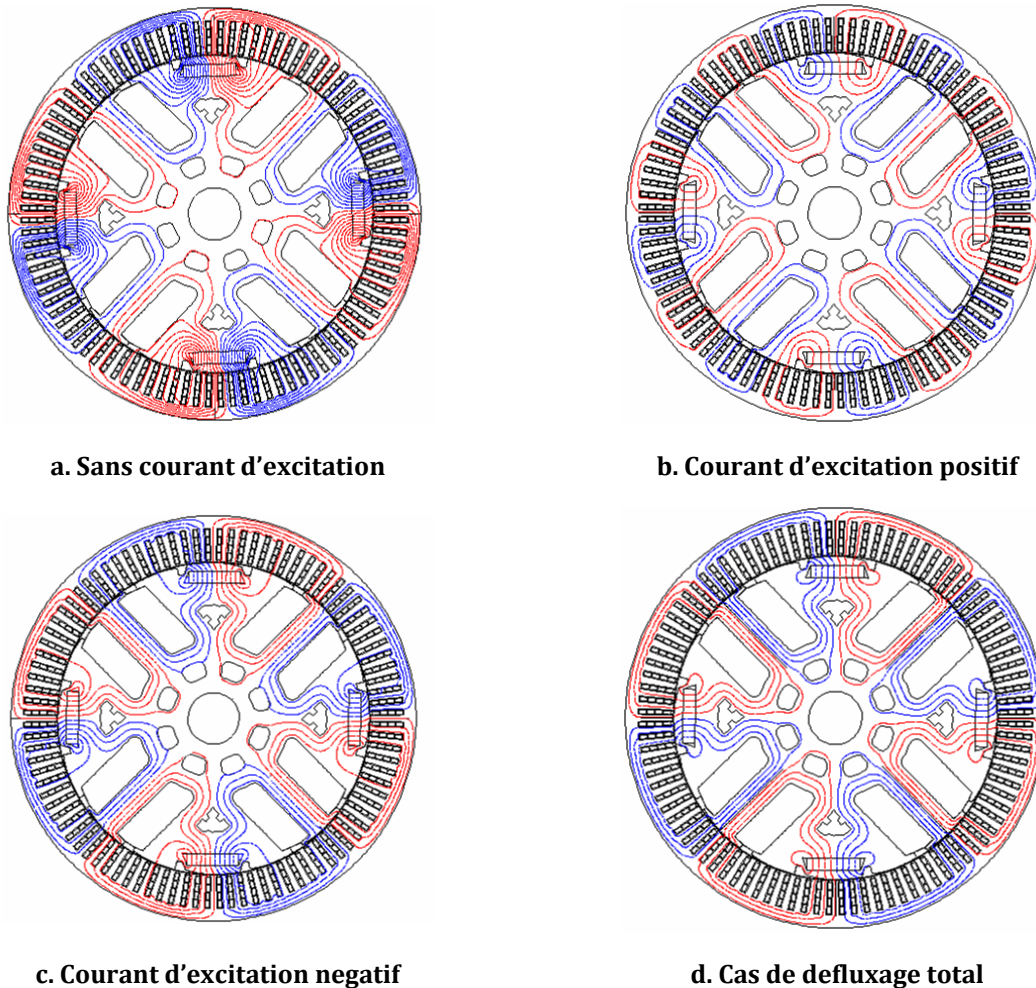 a. Sans courant d'excitation
b. Courant d'excitation positif
c. Courant d'excitation negatif
d. Cas de defluxage total